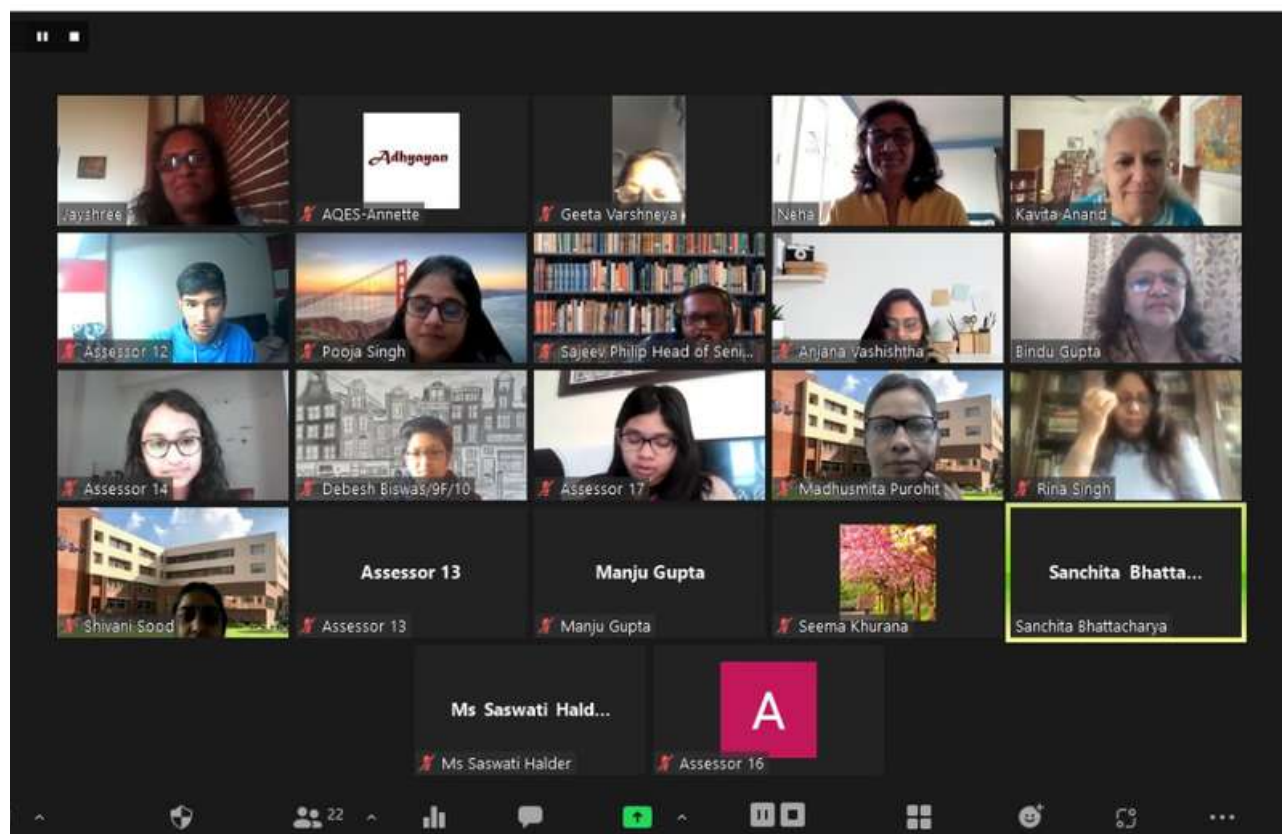 Jayshree
Adhyayan
AQES-Annette
Geeta Varshneya
Neha
Kavita Anand
Assessor 12
Pooja Singh
Sajeev Philip Head of Seni...
Anjana Vashishtha
Bindu Gupta
Assessor 14
Debesh Biswas/9F/10
Assessor 17
Madhusmita Purohit
Rina Singh
Shivani Sood
Assessor 13
Assessor 13
Manju Gupta
Manju Gupta
Seema Khurana
Sanchita Bhatta...
Sanchita Bhattacharya
Ms Saswati Hald...
Ms Saswati Halder
A
Assessor 16
22